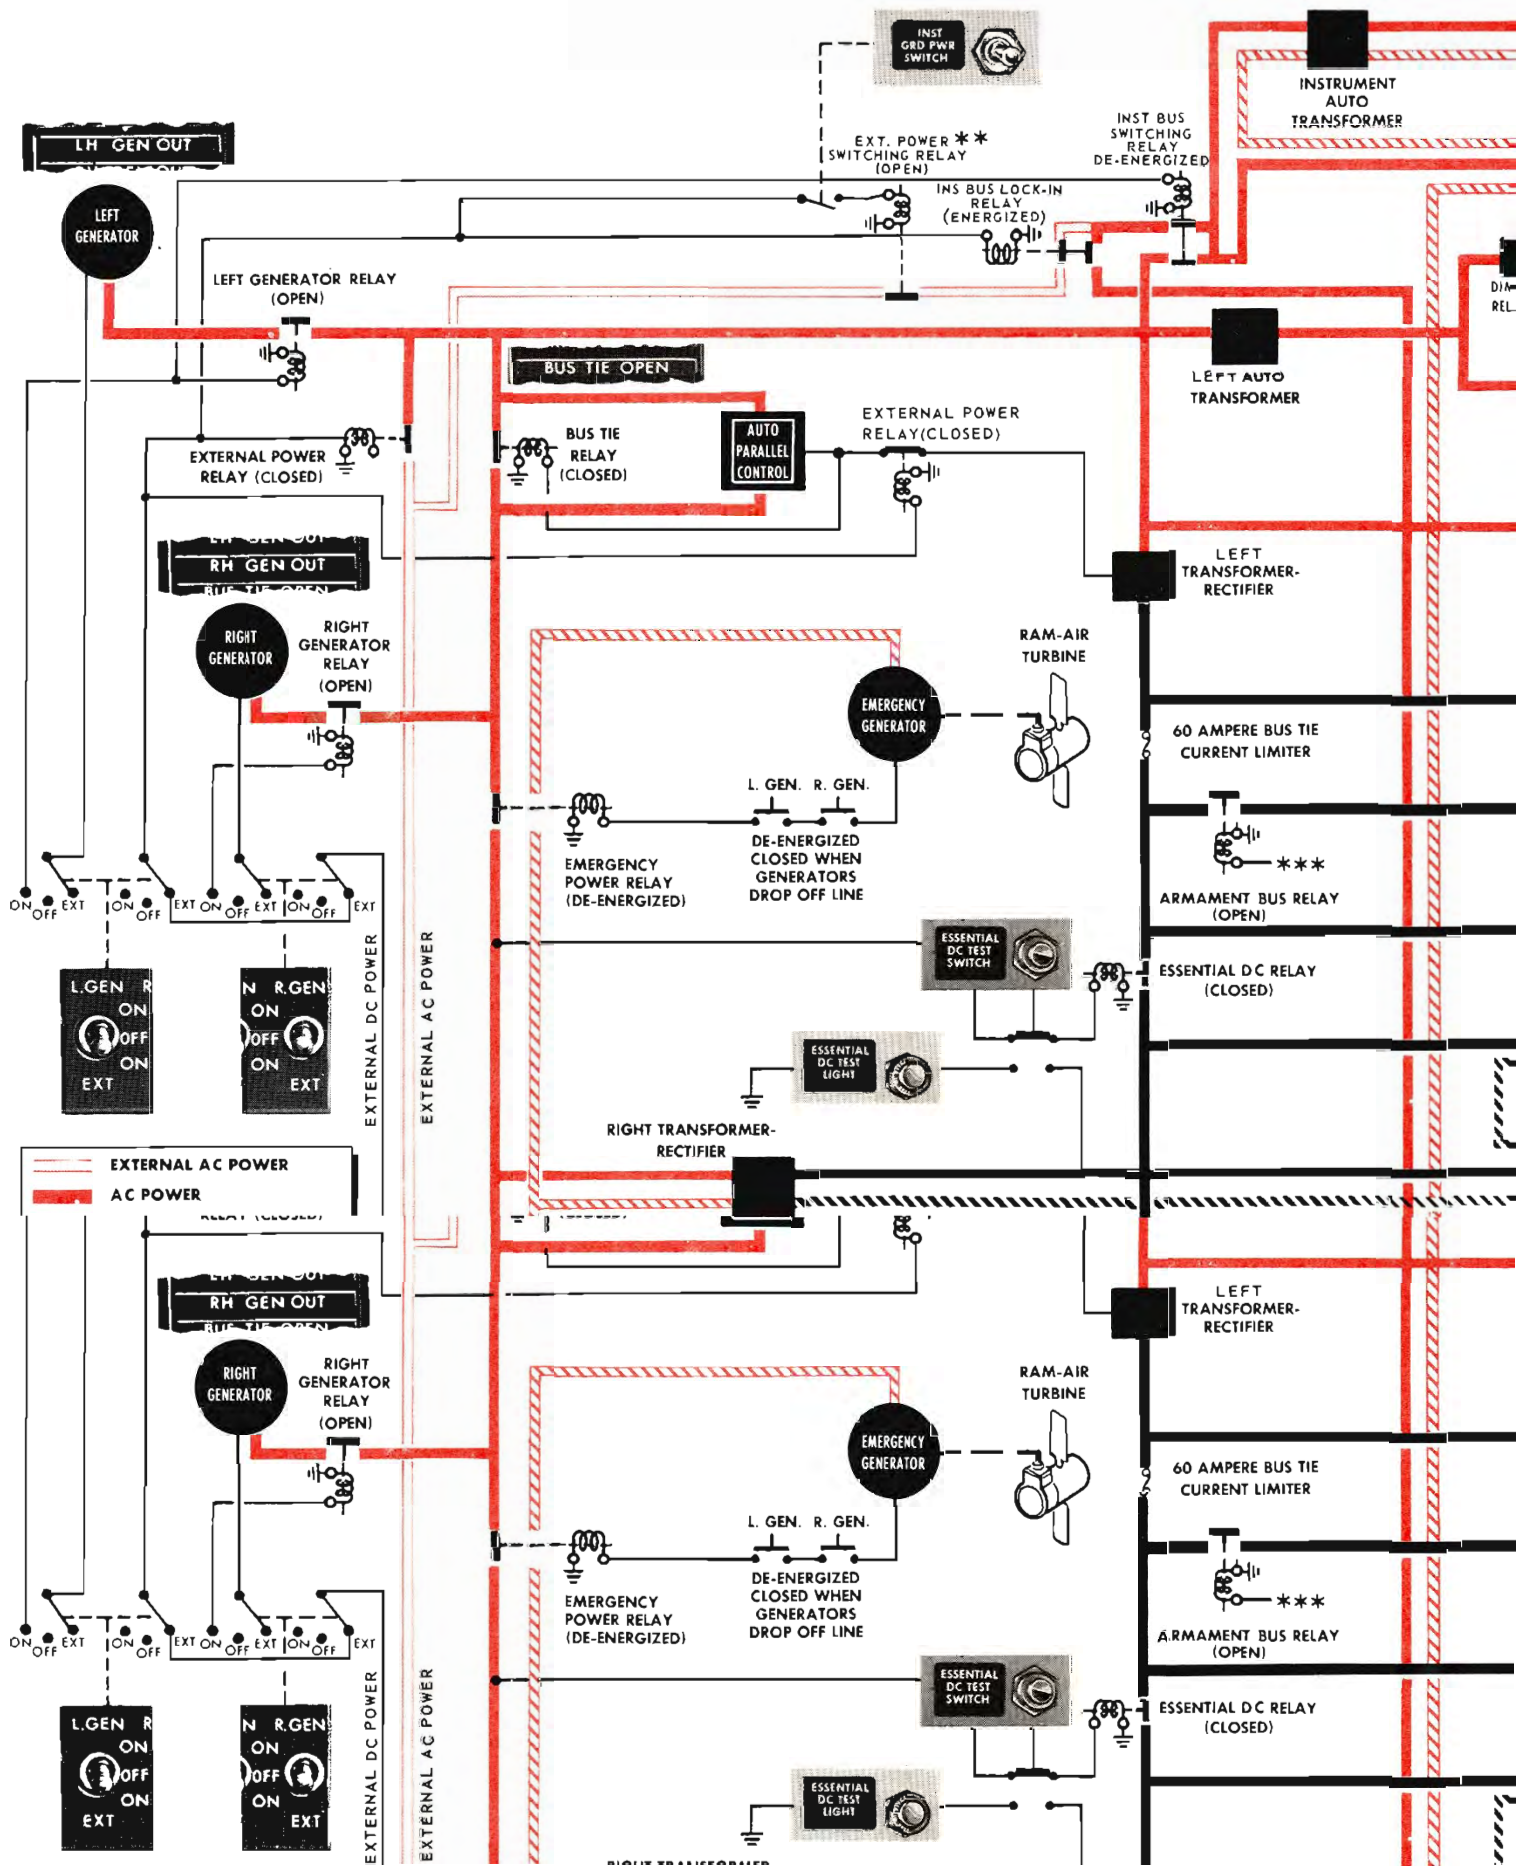 INST
GRD PWR
SWITCH
INSTRUMENT
AUTO
TRANSFORMER
INST BUS
SWITCHING
RELAY
DE-ENERGIZED
EXT. POWER **
SWITCHING RELAY
(OPEN)
LH GEN OUT
INS BUS LOCK-IN
RELAY
(ENERGIZED)
LEFT
GENERATOR
LEFT GENERATOR RELAY
(OPEN)
BUS TIE OPEN
LEFT AUTO
TRANSFORMER
EXTERNAL POWER
RELAY (CLOSED)
BUS TIE
RELAY
(CLOSED)
AUTO
PARALLEL
CONTROL
EXTERNAL POWER
RELAY(CLOSED)
RH GEN OUT
BUS TIE OPEN
LEFT
TRANSFORMER-
RECTIFIER
RIGHT
GENERATOR
RIGHT
GENERATOR
RELAY
(OPEN)
RAM-AIR
TURBINE
EMERGENCY
GENERATOR
60 AMPERE BUS TIE
CURRENT LIMITER
L. GEN. R. GEN.
DE-ENERGIZED
CLOSED WHEN
GENERATORS
DROP OFF LINE
EMERGENCY
POWER RELAY
(DE-ENERGIZED)
***
ARMAMENT BUS RELAY
(OPEN)
ON OFF EXT ON OFF EXT ON OFF EXT ON OFF EXT
ESSENTIAL
DC TEST
SWITCH
ESSENTIAL DC RELAY
(CLOSED)
L.GEN R
ON
OFF
ON
EXT
N R.GEN
ON
OFF
ON
EXT
EXTERNAL DC POWER
EXTERNAL AC POWER
ESSENTIAL
DC TEST
LIGHT
RIGHT TRANSFORMER-
RECTIFIER
EXTERNAL AC POWER
AC POWER
RELAY (CLOSED)
RH GEN OUT
BUS TIE OPEN
LEFT
TRANSFORMER-
RECTIFIER
RIGHT
GENERATOR
RIGHT
GENERATOR
RELAY
(OPEN)
RAM-AIR
TURBINE
EMERGENCY
GENERATOR
60 AMPERE BUS TIE
CURRENT LIMITER
L. GEN. R. GEN.
DE-ENERGIZED
CLOSED WHEN
GENERATORS
DROP OFF LINE
EMERGENCY
POWER RELAY
(DE-ENERGIZED)
***
ARMAMENT BUS RELAY
(OPEN)
ON OFF EXT ON OFF EXT ON OFF EXT ON OFF EXT
ESSENTIAL
DC TEST
SWITCH
ESSENTIAL DC RELAY
(CLOSED)
L.GEN R
ON
OFF
ON
EXT
N R.GEN
ON
OFF
ON
EXT
EXTERNAL DC POWER
EXTERNAL AC POWER
ESSENTIAL
DC TEST
LIGHT
RIGHT TRANSFORMER